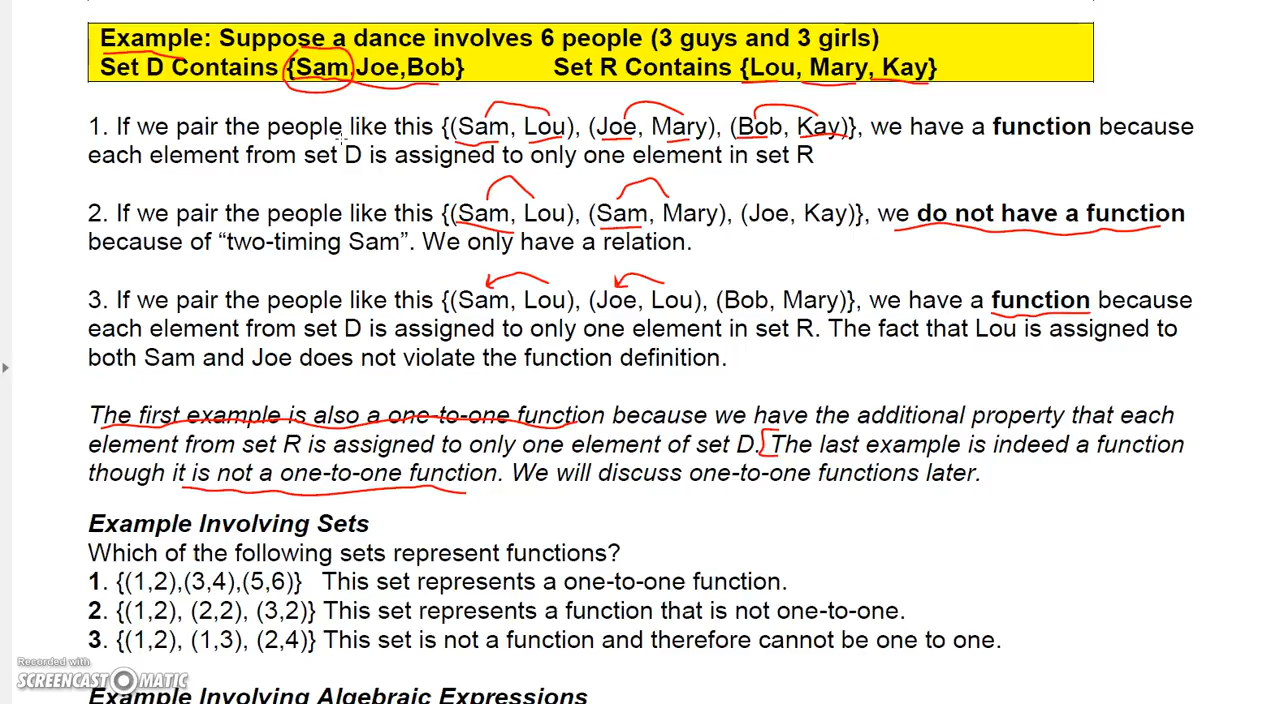 Example: Suppose a dance involves 6 people (3 guys and 3 girls)
Set D Contains {Sam,Joe,Bob} Set R Contains {Lou, Mary, Kay}
1. If we pair the people like this {(Sam, Lou), (Joe, Mary), (Bob, Kay)}, we have a function because
each element from set D is assigned to only one element in set R
2. If we pair the people like this {(Sam, Lou), (Sam, Mary), (Joe, Kay)}, we do not have a function
because of “two-timing Sam”. We only have a relation.
3. If we pair the people like this {(Sam, Lou), (Joe, Lou), (Bob, Mary)}, we have a function because
each element from set D is assigned to only one element in set R. The fact that Lou is assigned to
both Sam and Joe does not violate the function definition.
The first example is also a one-to-one function because we have the additional property that each
element from set R is assigned to only one element of set D. The last example is indeed a function
though it is not a one-to-one function. We will discuss one-to-one functions later.
Example Involving Sets
Which of the following sets represent functions?
1. {(1,2),(3,4),(5,6)} This set represents a one-to-one function.
2. {(1,2), (2,2), (3,2)} This set represents a function that is not one-to-one.
3. {(1,2), (1,3), (2,4)} This set is not a function and therefore cannot be one to one.
Recorded with
SCREENCAST MATIC
Example Involving Algebraic Expressions